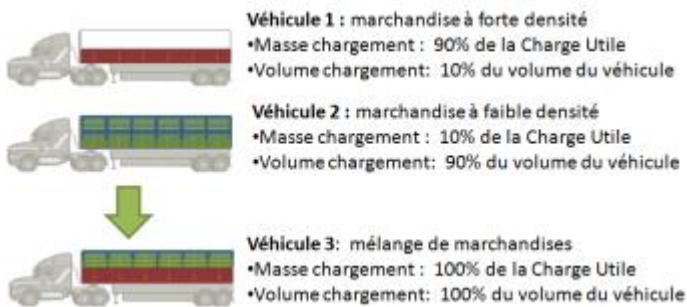 Véhicule 1 : marchandise à forte densité
•Masse chargement : 90% de la Charge Utile
•Volume chargement: 10% du volume du véhicule
Véhicule 2 : marchandise à faible densité
•Masse chargement : 10% de la Charge Utile
•Volume chargement: 90% du volume du véhicule
Véhicule 3: mélange de marchandises
•Masse chargement : 100% de la Charge Utile
•Volume chargement: 100% du volume du véhicule